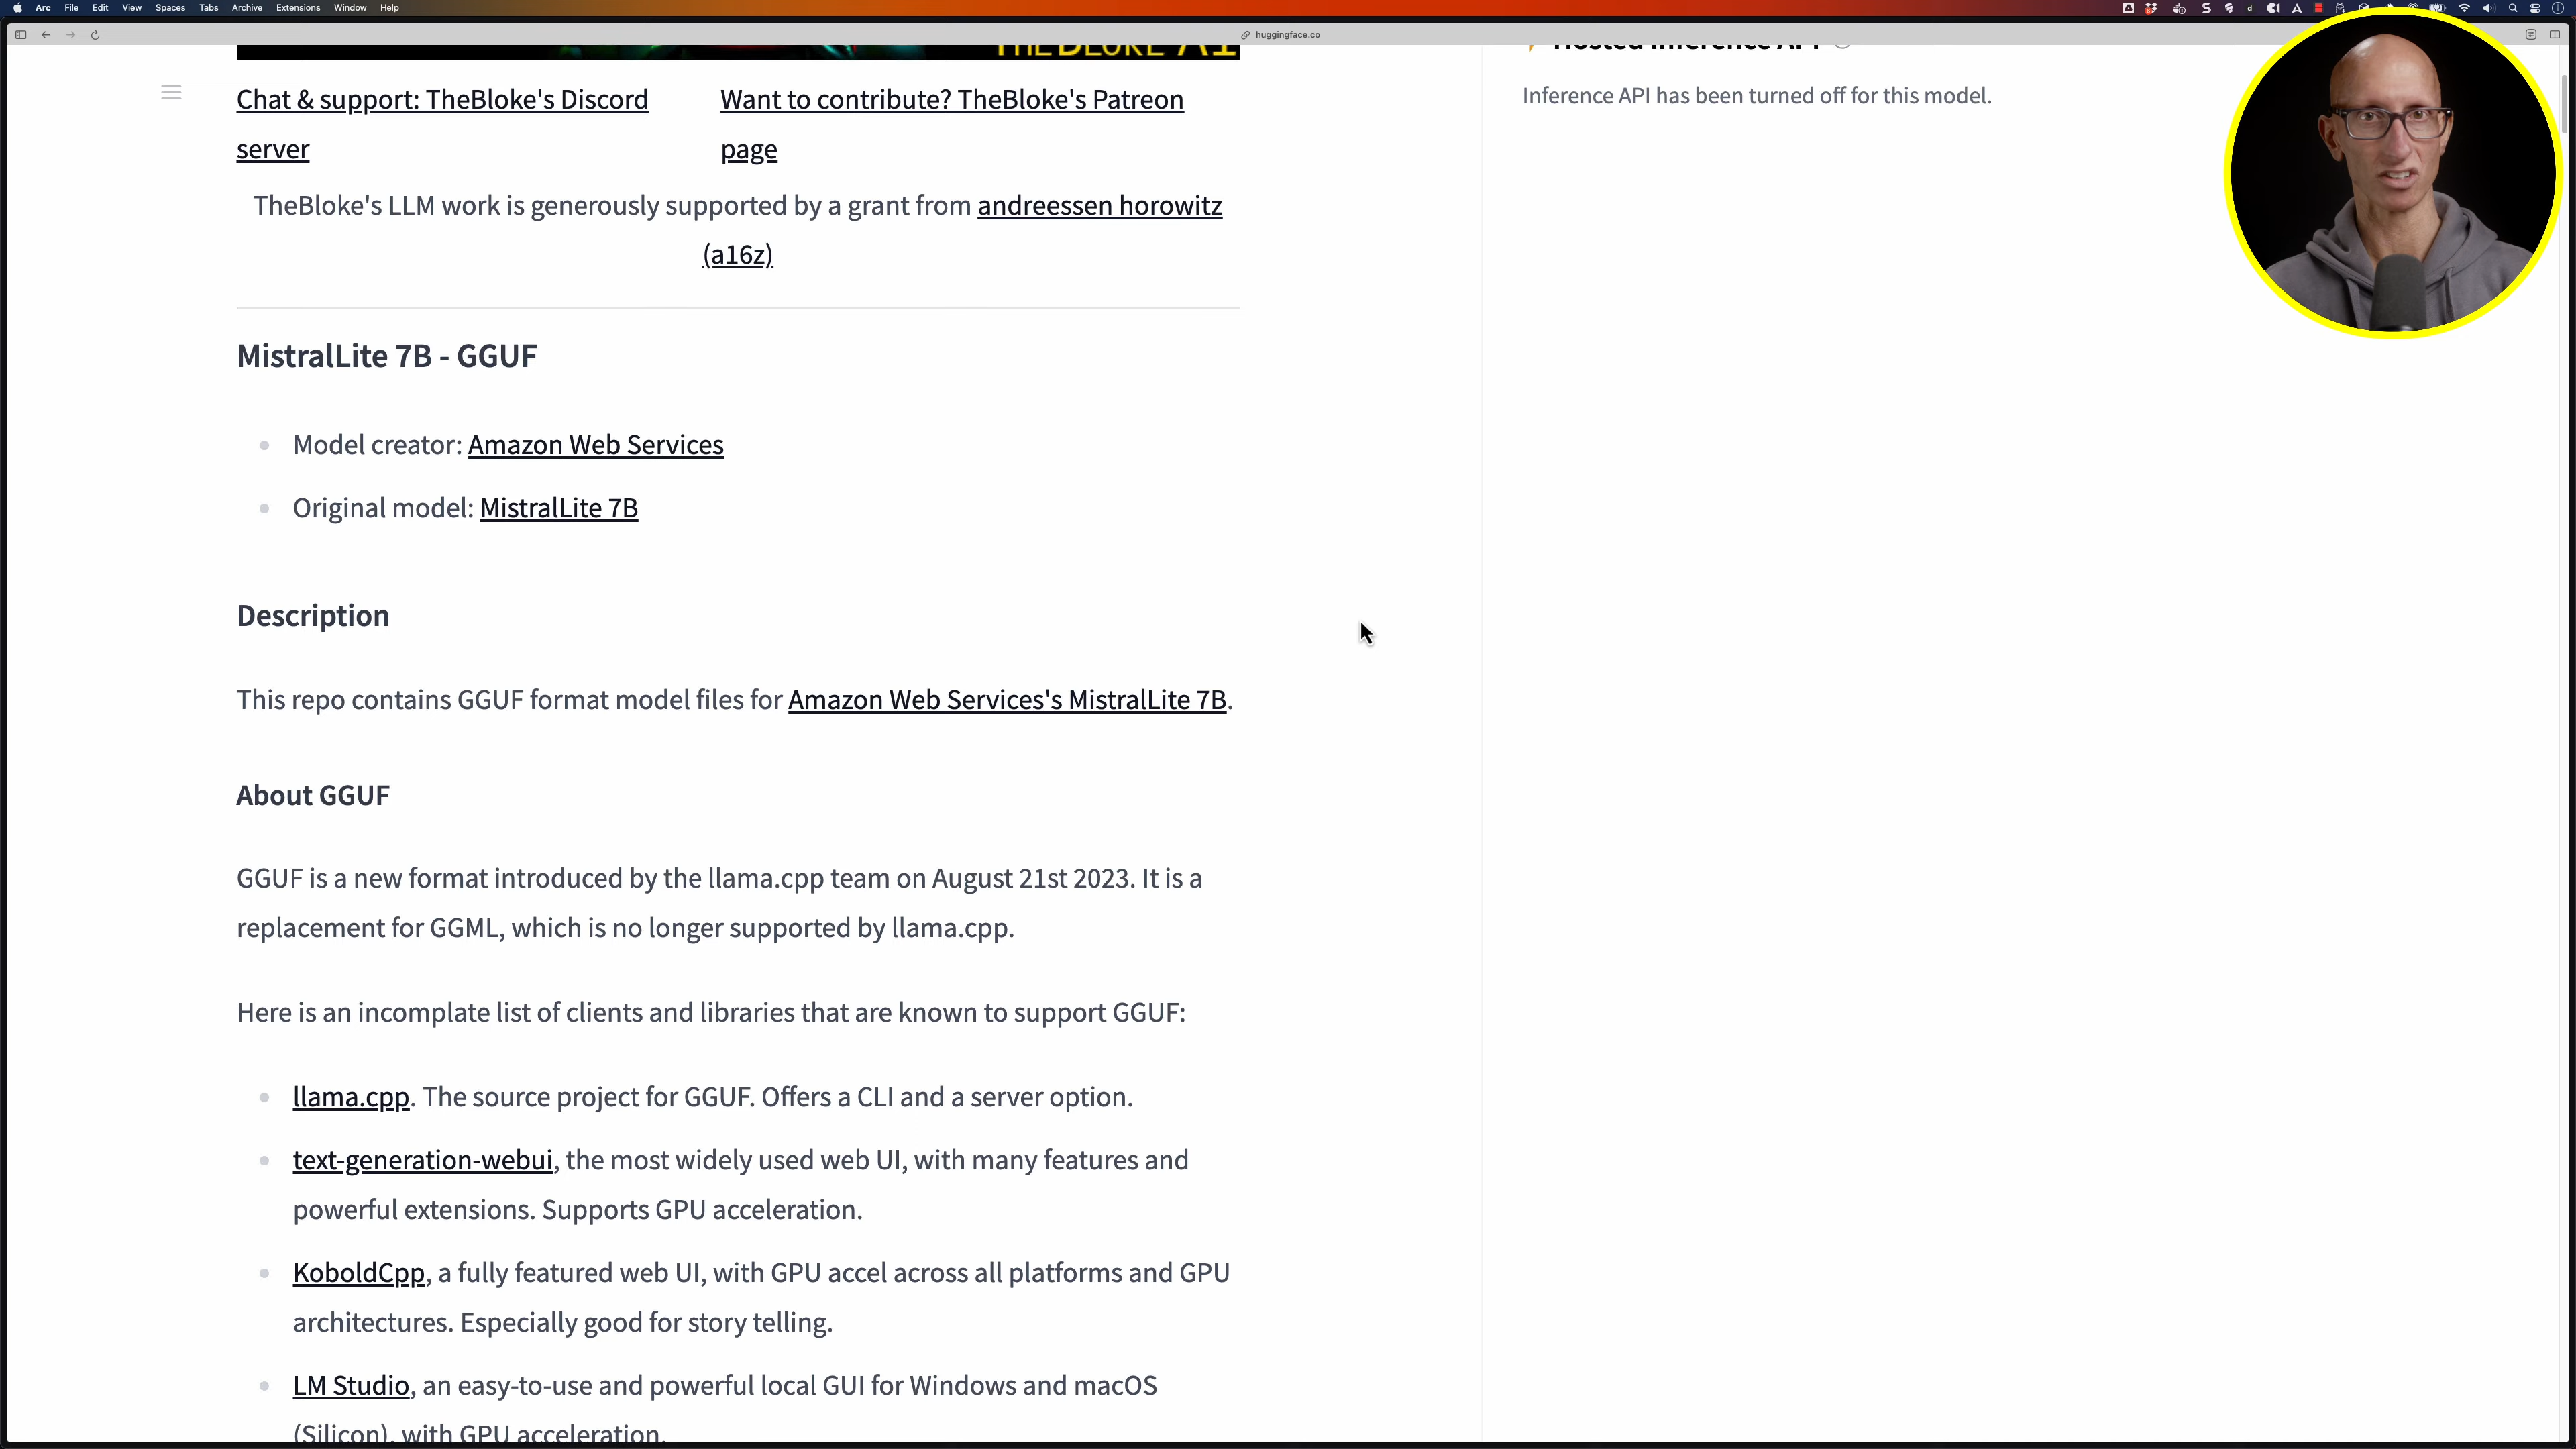 Arc File Edit View Spaces Tabs Archive Extensions Window Help
huggingface.co
THEBLOKE AI
Chat & support: TheBloke's Discord
server
Want to contribute? TheBloke's Patreon
page
TheBloke's LLM work is generously supported by a grant from andreessen horowitz
(a16z)
MistralLite 7B - GGUF
Model creator: Amazon Web Services
Original model: MistralLite 7B
Description
This repo contains GGUF format model files for Amazon Web Services's MistralLite 7B.
About GGUF
GGUF is a new format introduced by the llama.cpp team on August 21st 2023. It is a
replacement for GGML, which is no longer supported by llama.cpp.
Here is an incomplate list of clients and libraries that are known to support GGUF:
llama.cpp. The source project for GGUF. Offers a CLI and a server option.
text-generation-webui, the most widely used web UI, with many features and
powerful extensions. Supports GPU acceleration.
KoboldCpp, a fully featured web UI, with GPU accel across all platforms and GPU
architectures. Especially good for story telling.
LM Studio, an easy-to-use and powerful local GUI for Windows and macOS
(Silicon), with GPU acceleration.
Hosted inference API
Inference API has been turned off for this model.